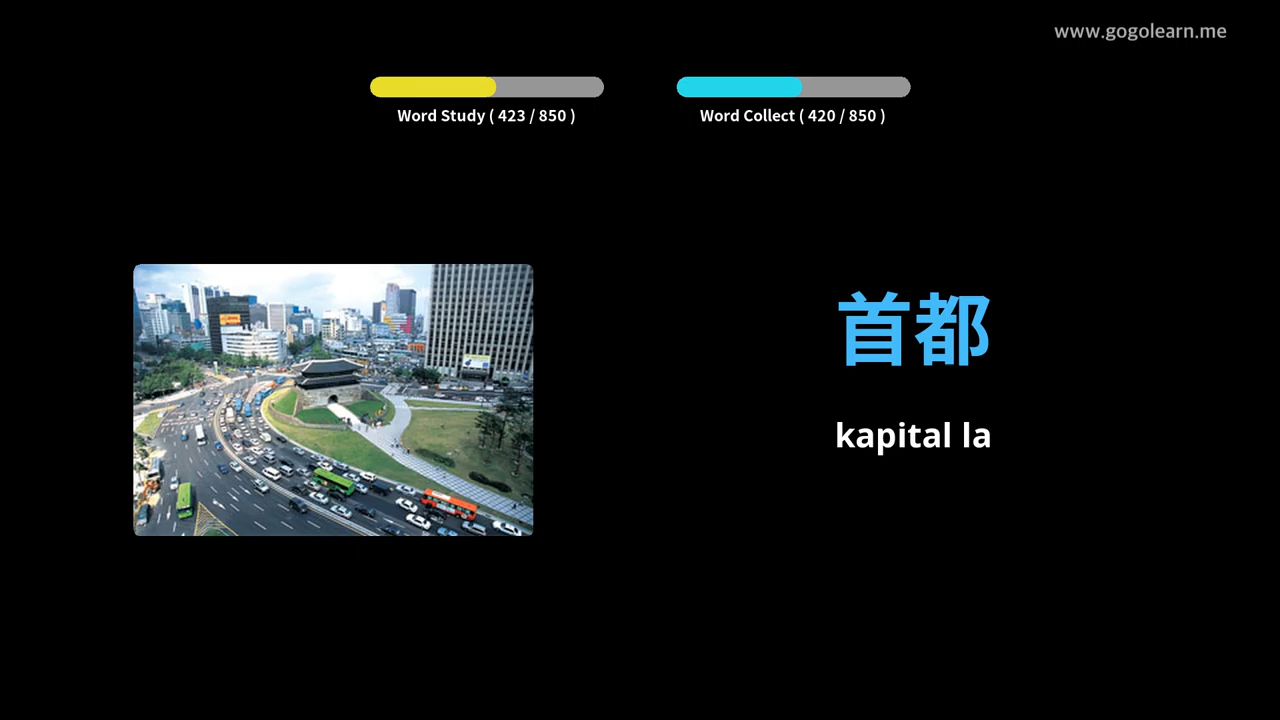 www.gogolearn.me
Word Study ( 423 / 850 )
Word Collect ( 420 / 850 )
首都
kapital la